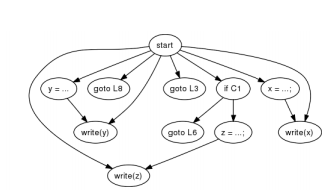 start
y = ...
goto L8
goto L3
if C1
x = ...;
write(y)
goto L6
z = ...;
write(x)
write(z)